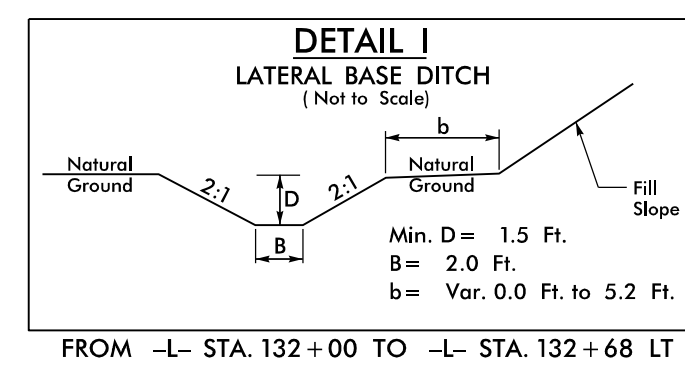 DETAIL 1
LATERAL BASE DITCH
( Not to Scale)
b
Natural
Ground
2:1
D
2:1
Natural
Ground
B
Fill
Slope
Min. D= 1.5 Ft.
B= 2.0 Ft.
b= Var. 0.0 Ft. to 5.2 Ft.
FROM -L- STA. 132+00 TO -L- STA. 132+68 LT